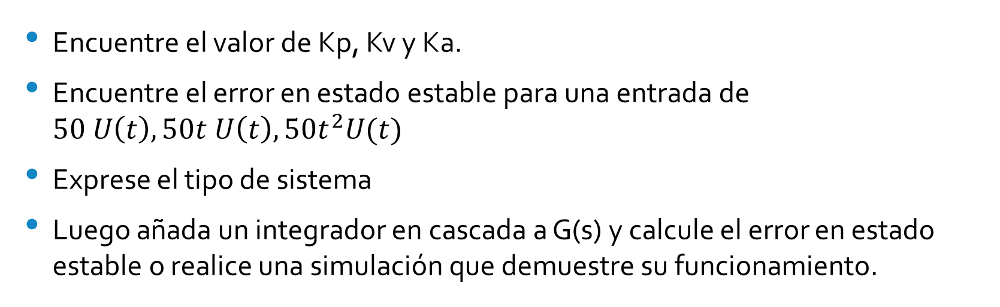 • Encuentre el valor de Kp, Kv y Ka.
• Encuentre el error en estado estable para una entrada de
50 U(t), 50t U(t), 50t²U(t)
• Exprese el tipo de sistema
• Luego añada un integrador en cascada a G(s) y calcule el error en estado
estable o realice una simulación que demuestre su funcionamiento.